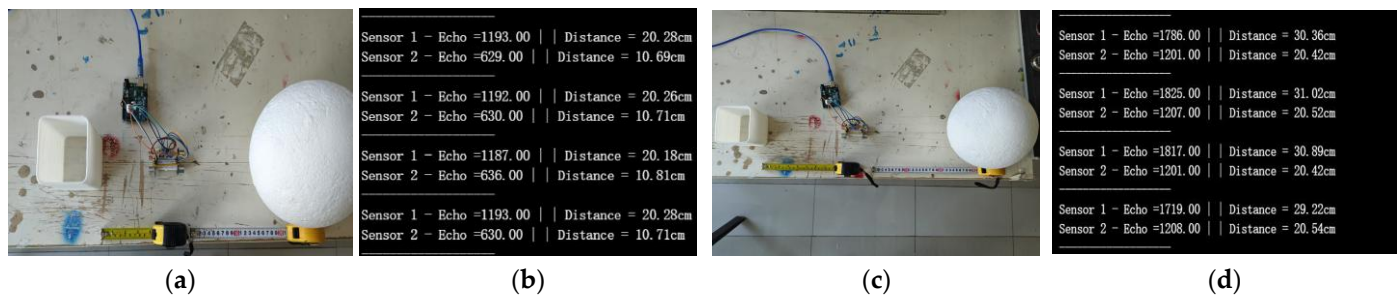 Sensor 1 - Echo =1193.00 | | Distance = 20.28cm
Sensor 2 - Echo =629.00 | | Distance = 10.69cm
Sensor 1 - Echo =1192.00 | | Distance = 20.26cm
Sensor 2 - Echo =630.00 | | Distance = 10.71cm
Sensor 1 - Echo =1187.00 | | Distance = 20.18cm
Sensor 2 - Echo =636.00 | | Distance = 10.81cm
Sensor 1 - Echo =1193.00 | | Distance = 20.28cm
Sensor 2 - Echo =630.00 | | Distance = 10.71cm
Sensor 1 - Echo =1786.00 | | Distance = 30.36cm
Sensor 2 - Echo =1201.00 | | Distance = 20.42cm
Sensor 1 - Echo =1825.00 | | Distance = 31.02cm
Sensor 2 - Echo =1207.00 | | Distance = 20.52cm
Sensor 1 - Echo =1817.00 | | Distance = 30.89cm
Sensor 2 - Echo =1201.00 | | Distance = 20.42cm
Sensor 1 - Echo =1719.00 | | Distance = 29.22cm
Sensor 2 - Echo =1208.00 | | Distance = 20.54cm
(a)
(b)
(c)
(d)